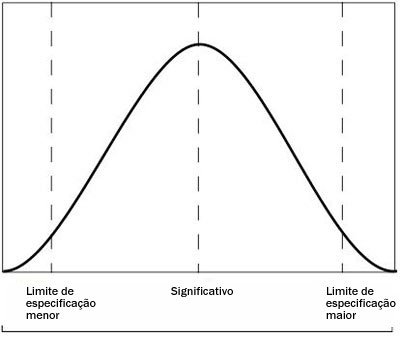 Limite de
especificação
menor
Significativo
Limite de
especificação
maior